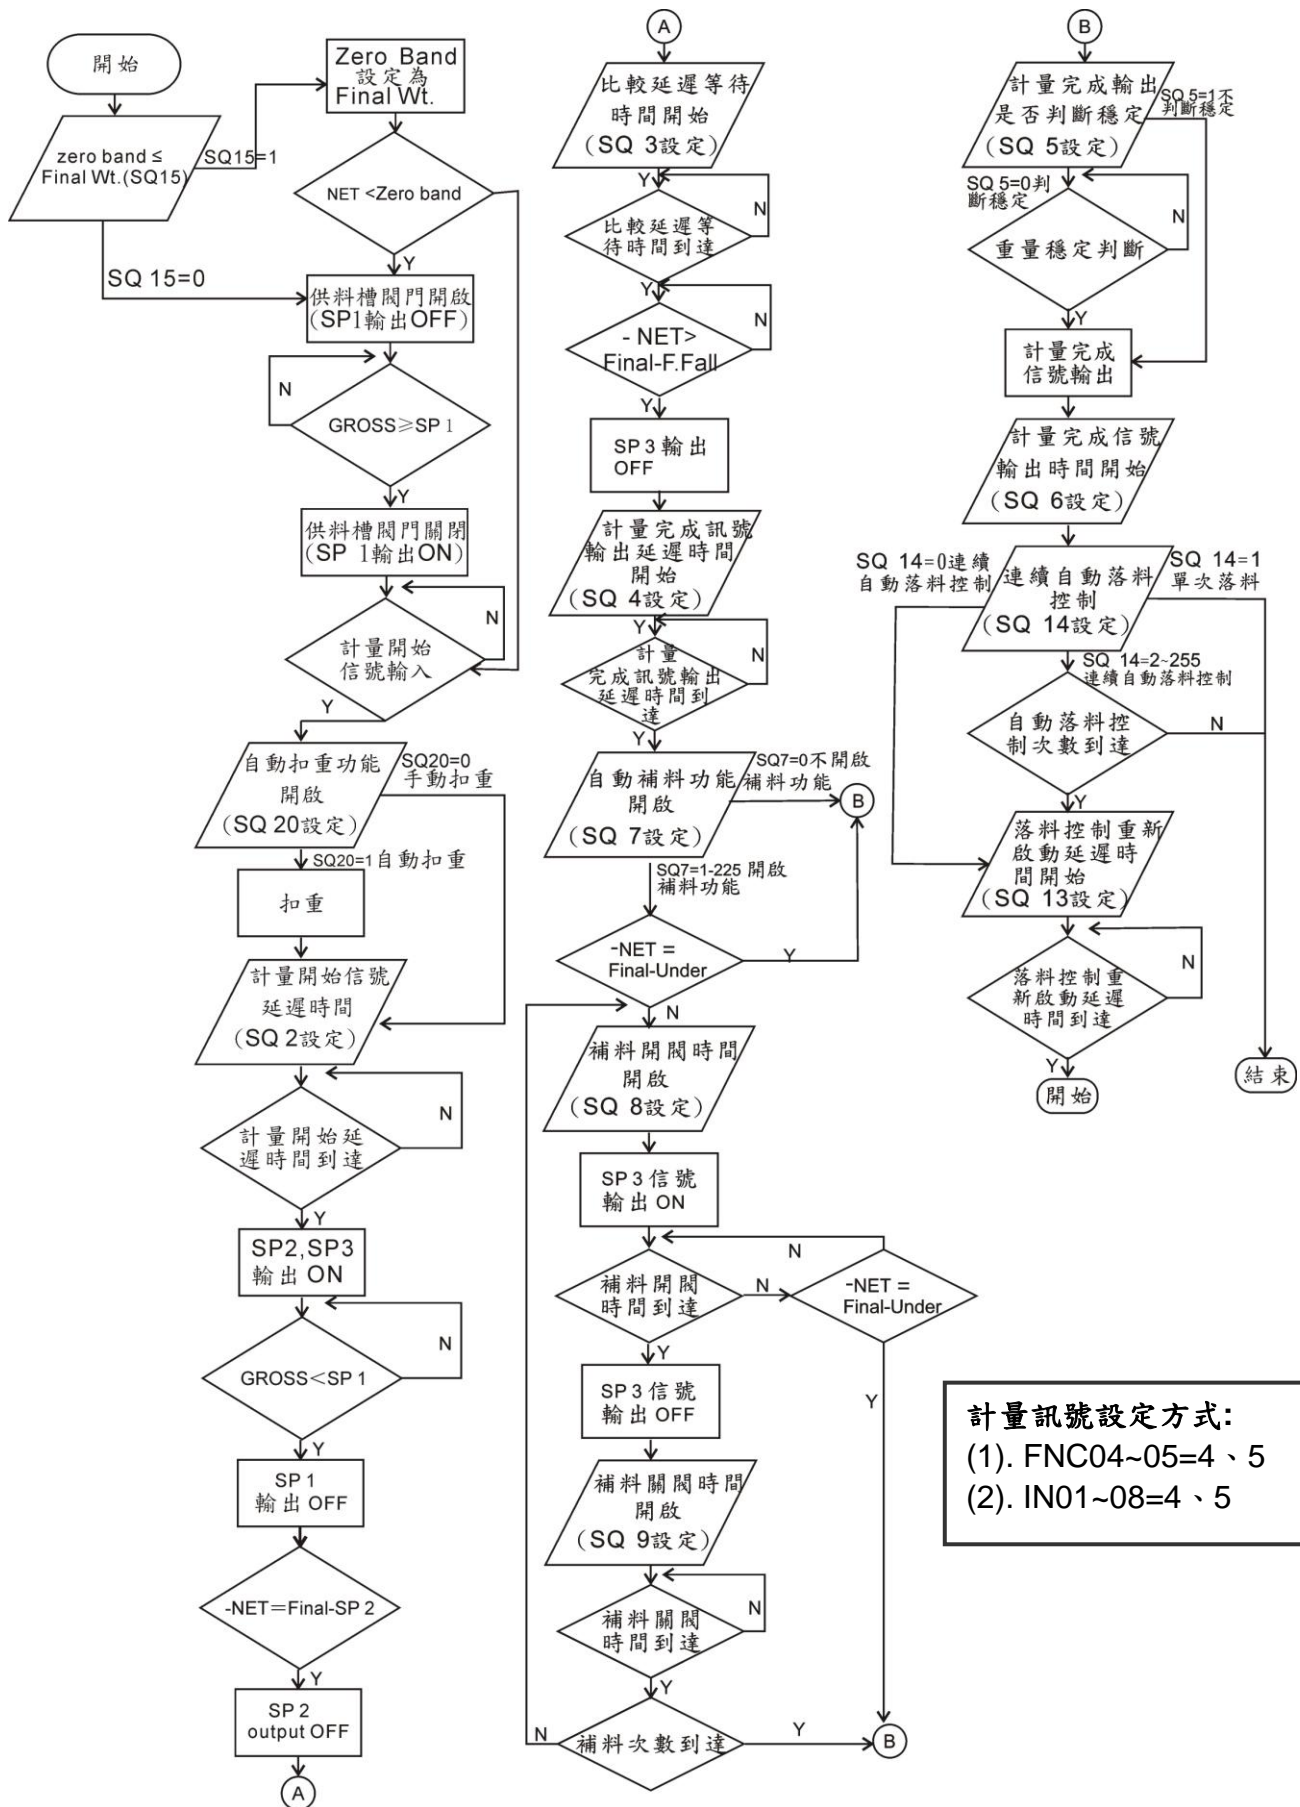 開始
zero band ≤
Final Wt.(SQ15)
SQ15=1
SQ 15=0
Zero Band
設定為
Final Wt.
NET <Zero band
Y
供料槽閥門開啟
(SP1輸出OFF)
N
GROSS≥SP 1
Y
供料槽閥門關閉
(SP 1輸出ON)
N
計量開始
信號輸入
Y
自動扣重功能
開啟
(SQ 20設定)
SQ20=0
手動扣重
SQ20=1自動扣重
扣重
計量開始信號
延遲時間
(SQ 2設定)
N
計量開始延
遲時間到達
Y
SP2,SP3
輸出ON
N
GROSS<SP 1
Y
SP 1
輸出OFF
-NET=Final-SP 2
Y
SP 2
output OFF
A
A
比較延遲等待
時間開始
(SQ 3設定)
Y
N
比較延遲等
待時間到達
Y
N
- NET>
Final-F.Fall
Y
SP 3 輸出
OFF
計量完成訊號
輸出延遲時間
開始
(SQ 4設定)
Y
N
計量
完成訊號輸出
延遲時間到
達
Y
自動補料功能
開啟
(SQ 7設定)
SQ7=0不開啟
補料功能
B
SQ7=1-225 開啟
補料功能
-NET =
Final-Under
Y
N
補料開閥時間
開啟
(SQ 8設定)
SP 3 信號
輸出 ON
N
補料開閥
時間到達
N
-NET =
Final-Under
Y
Y
SP 3 信號
輸出 OFF
補料關閥時間
開啟
(SQ 9設定)
N
補料關閥
時間到達
Y
N
補料次數到達
Y
B
B
計量完成輸出
是否判斷穩定
(SQ 5設定)
SQ 5=1不
判斷穩定
SQ 5=0判
斷穩定
N
重量穩定判斷
Y
計量完成
信號輸出
計量完成信號
輸出時間開始
(SQ 6設定)
SQ 14=0連續
自動落料控制
連續自動落料
控制
(SQ 14設定)
SQ 14=1
單次落料
SQ 14=2~255
連續自動落料控制
自動落料控
制次數到達
N
Y
落料控制重新
啟動延遲時
間開始
(SQ 13設定)
N
落料控制重
新啟動延遲
時間到達
Y
開始
結束
計量訊號設定方式:
(1). FNC04~05=4、5
(2). IN01~08=4、5